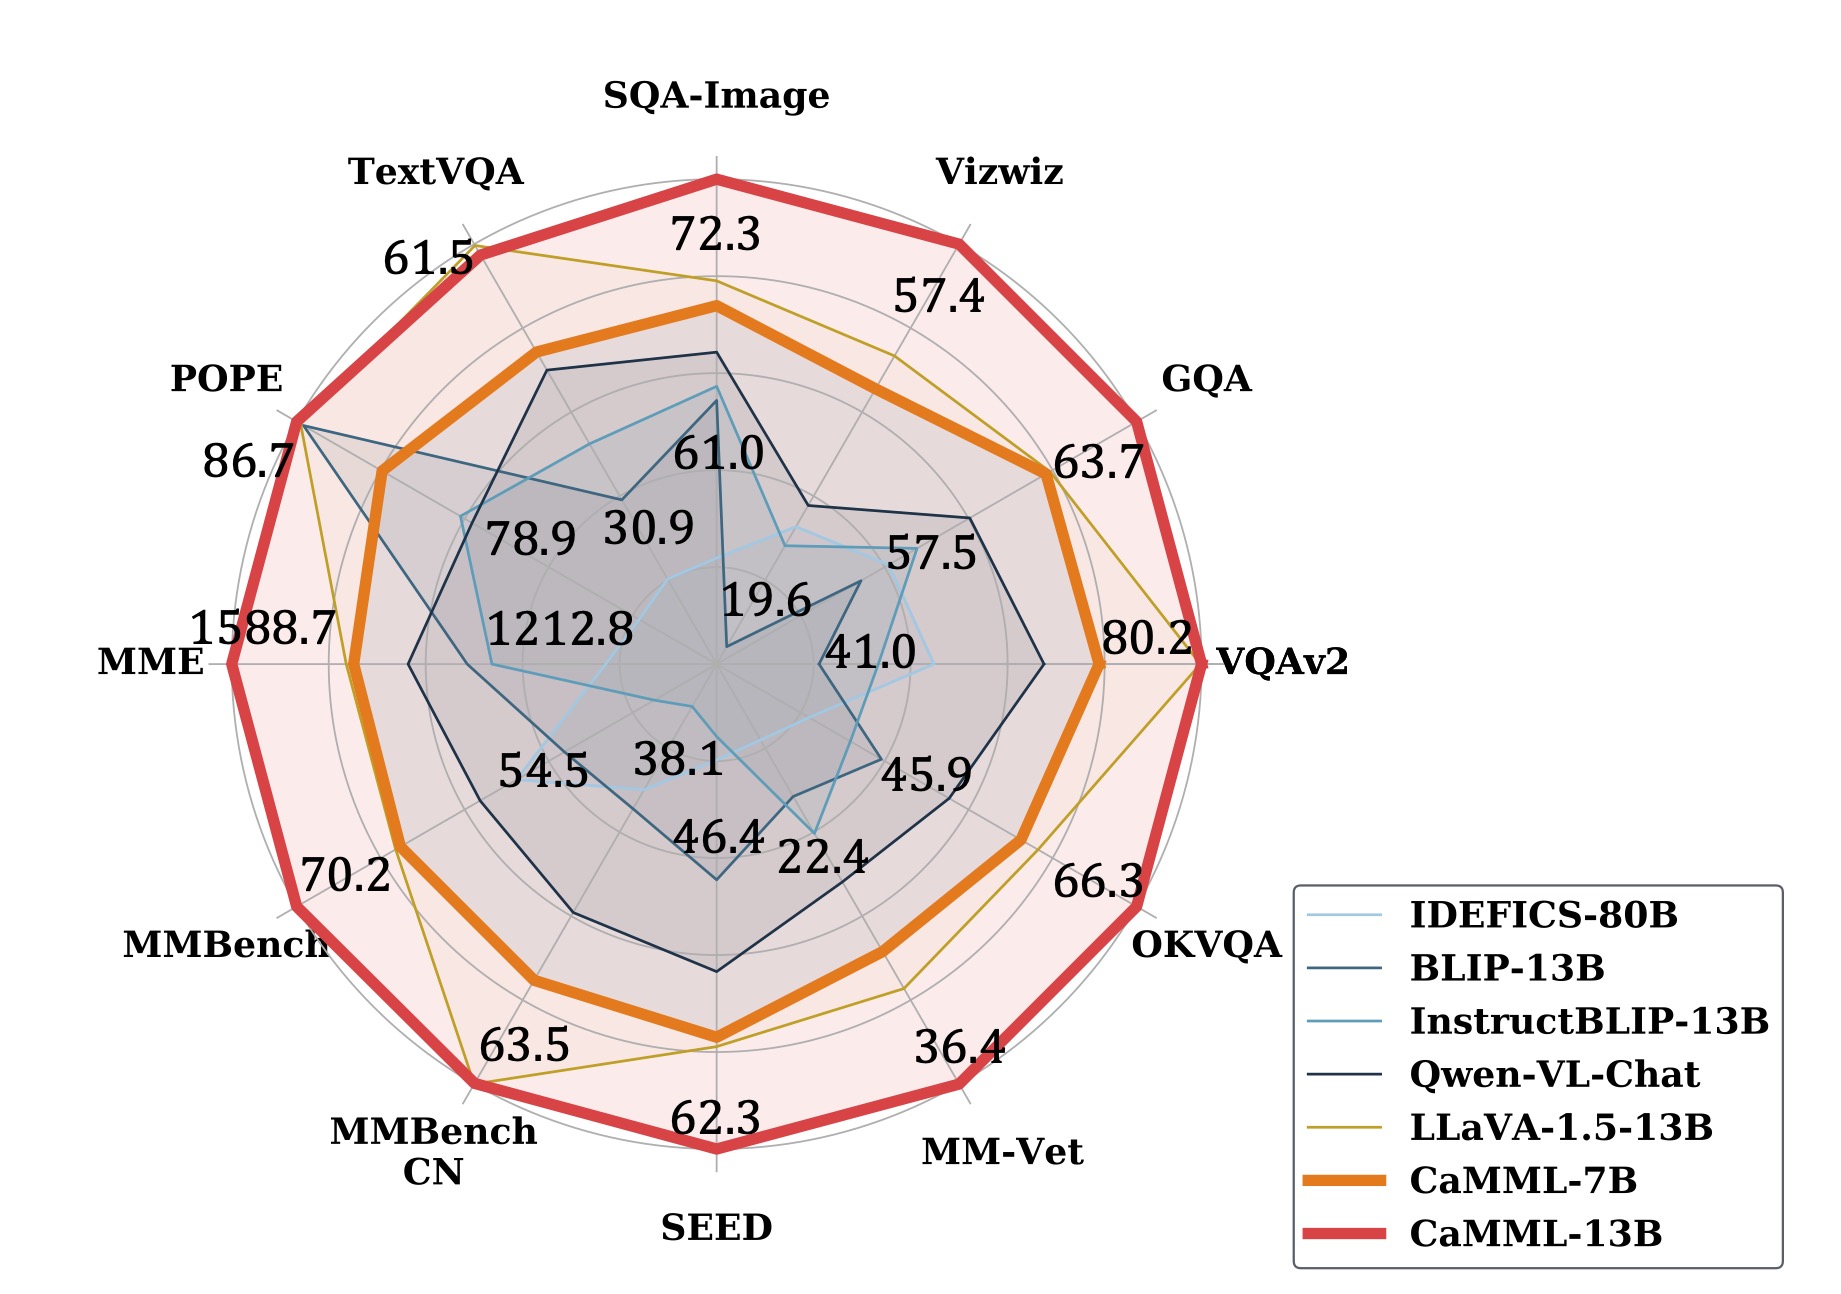 SQA-Image
TextVQA
Vizwiz
72.3
61.5
57.4
POPE
GQA
86.7
61.0
63.7
78.9
30.9
57.5
1588.7
1212.8
19.6
41.0
80.2
MME
VQAv2
54.5
38.1
45.9
70.2
46.4
22.4
66.3
MMBench
OKVQA
63.5
36.4
62.3
MMBench
CN
MM-Vet
SEED
IDEFICS-80B
BLIP-13B
InstructBLIP-13B
Qwen-VL-Chat
LLaVA-1.5-13B
CaMML-7B
CaMML-13B